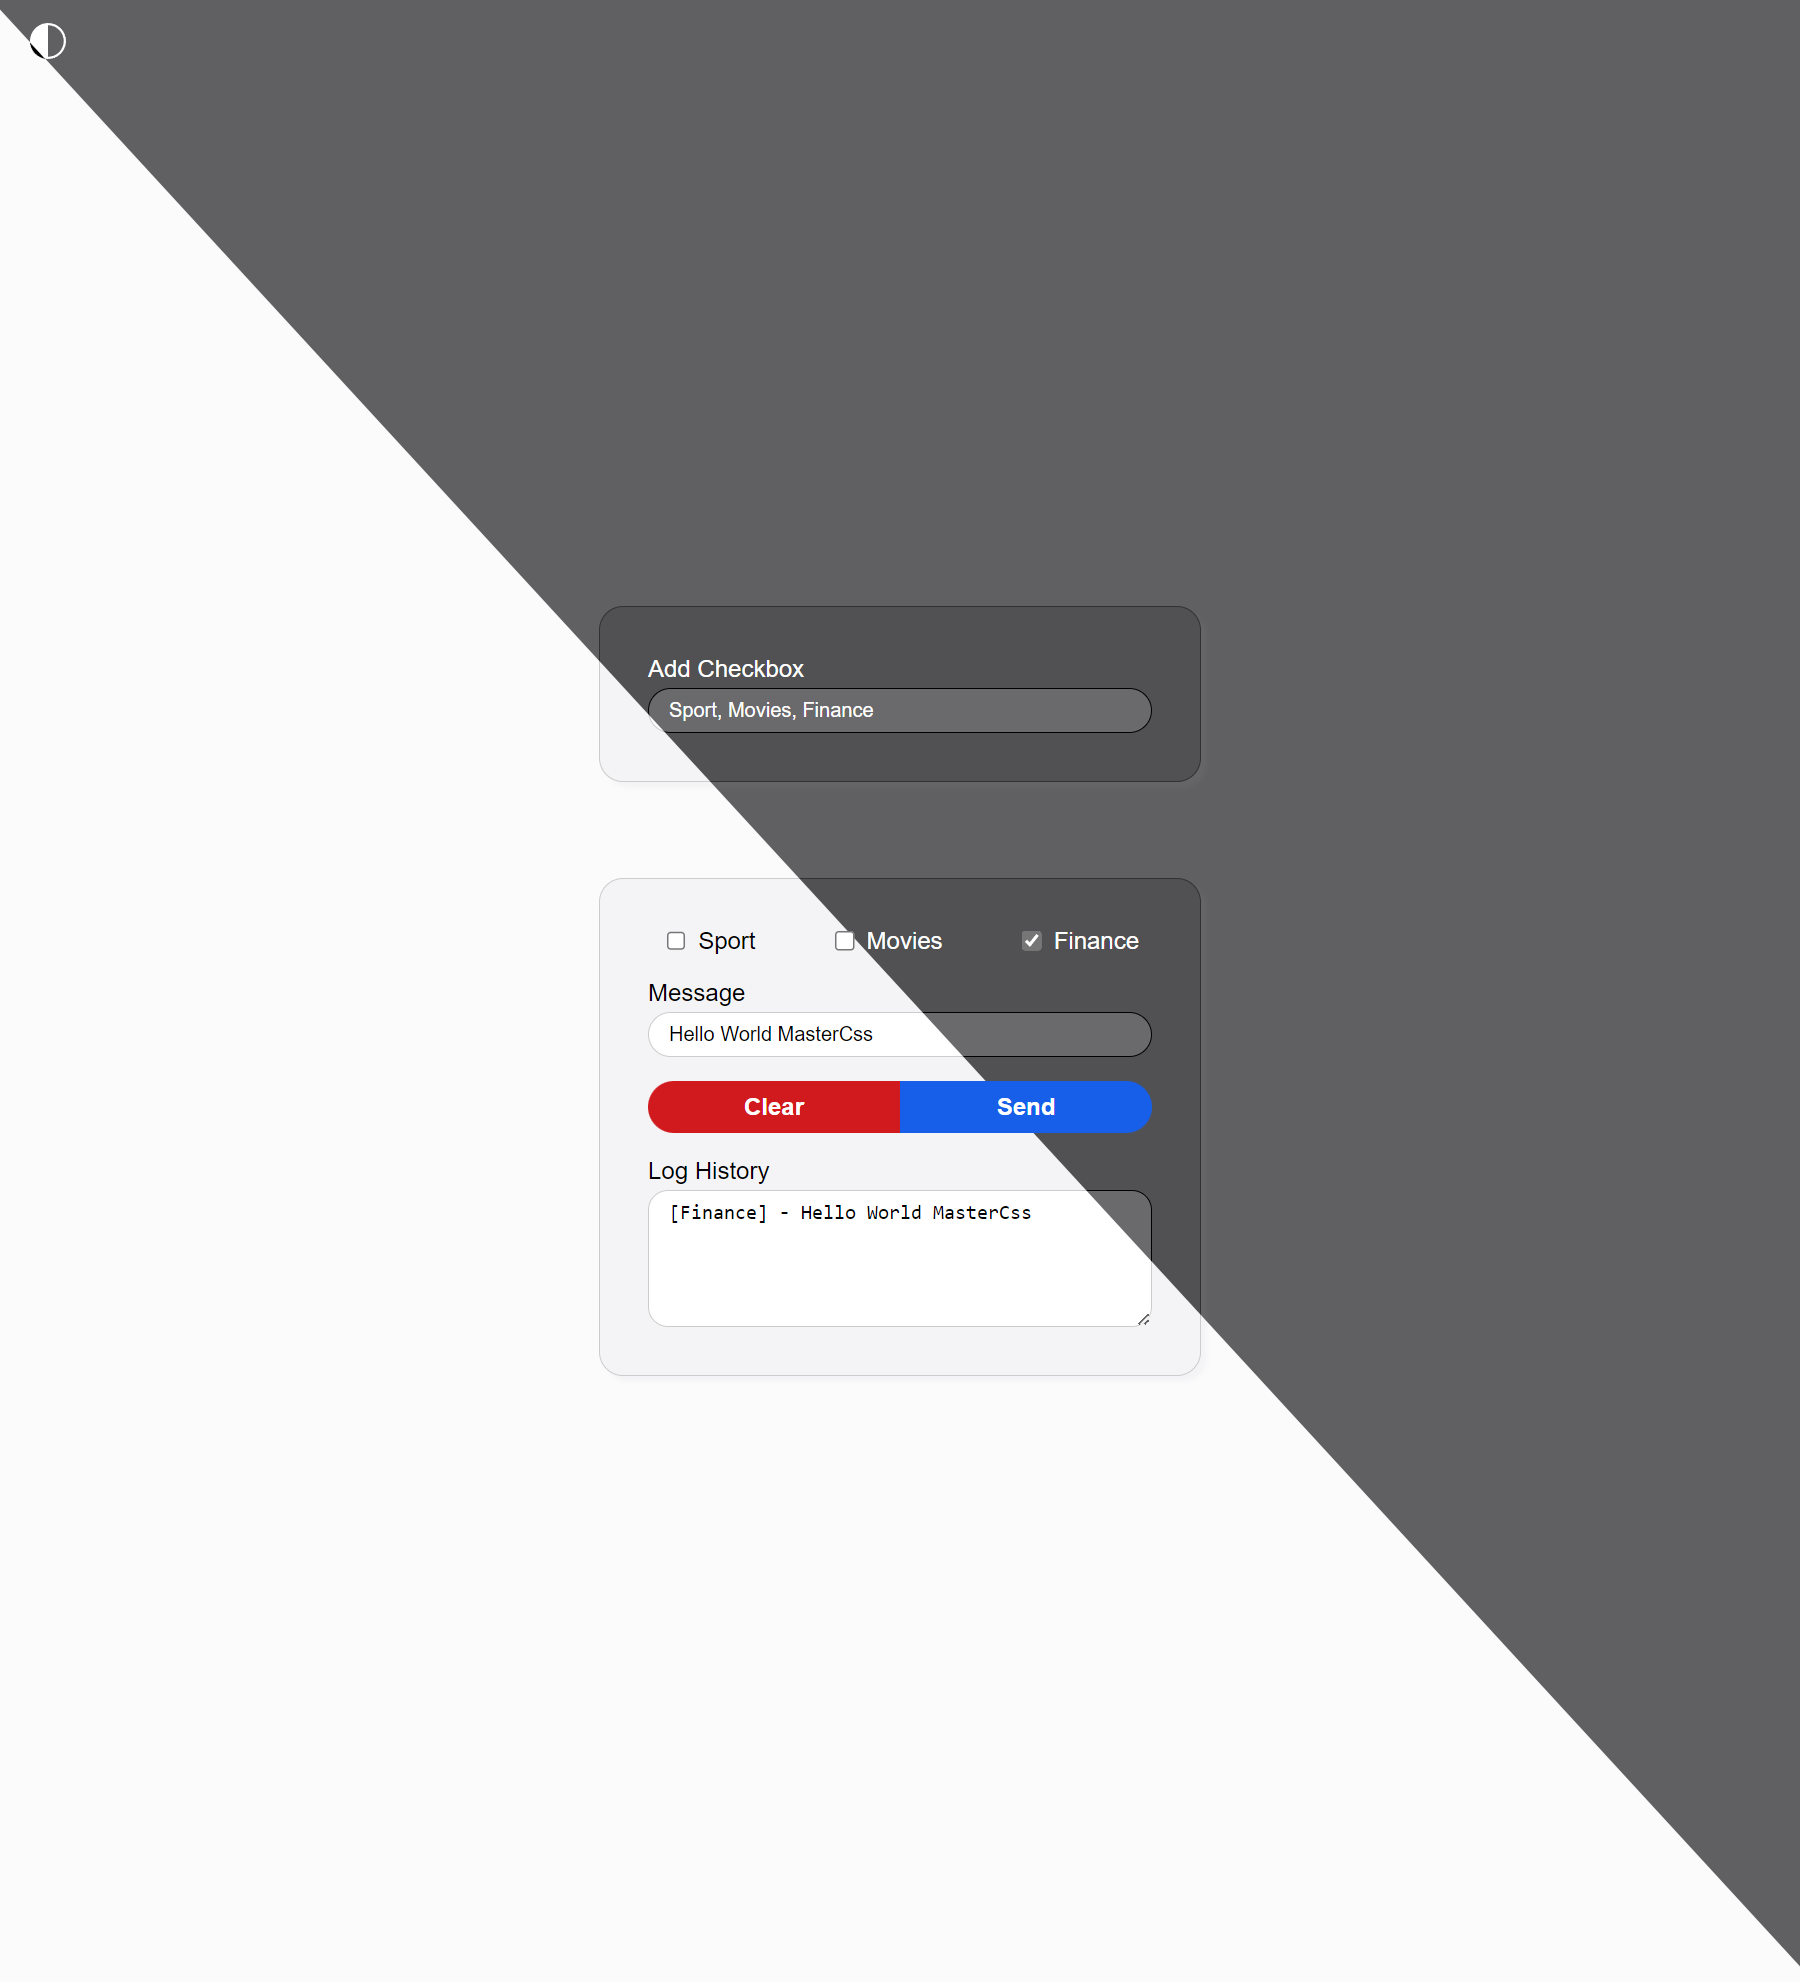 Add Checkbox
Sport, Movies, Finance
Sport Movies Finance
Message
Hello World MasterCss
Clear Send
Log History
[Finance] - Hello World MasterCss